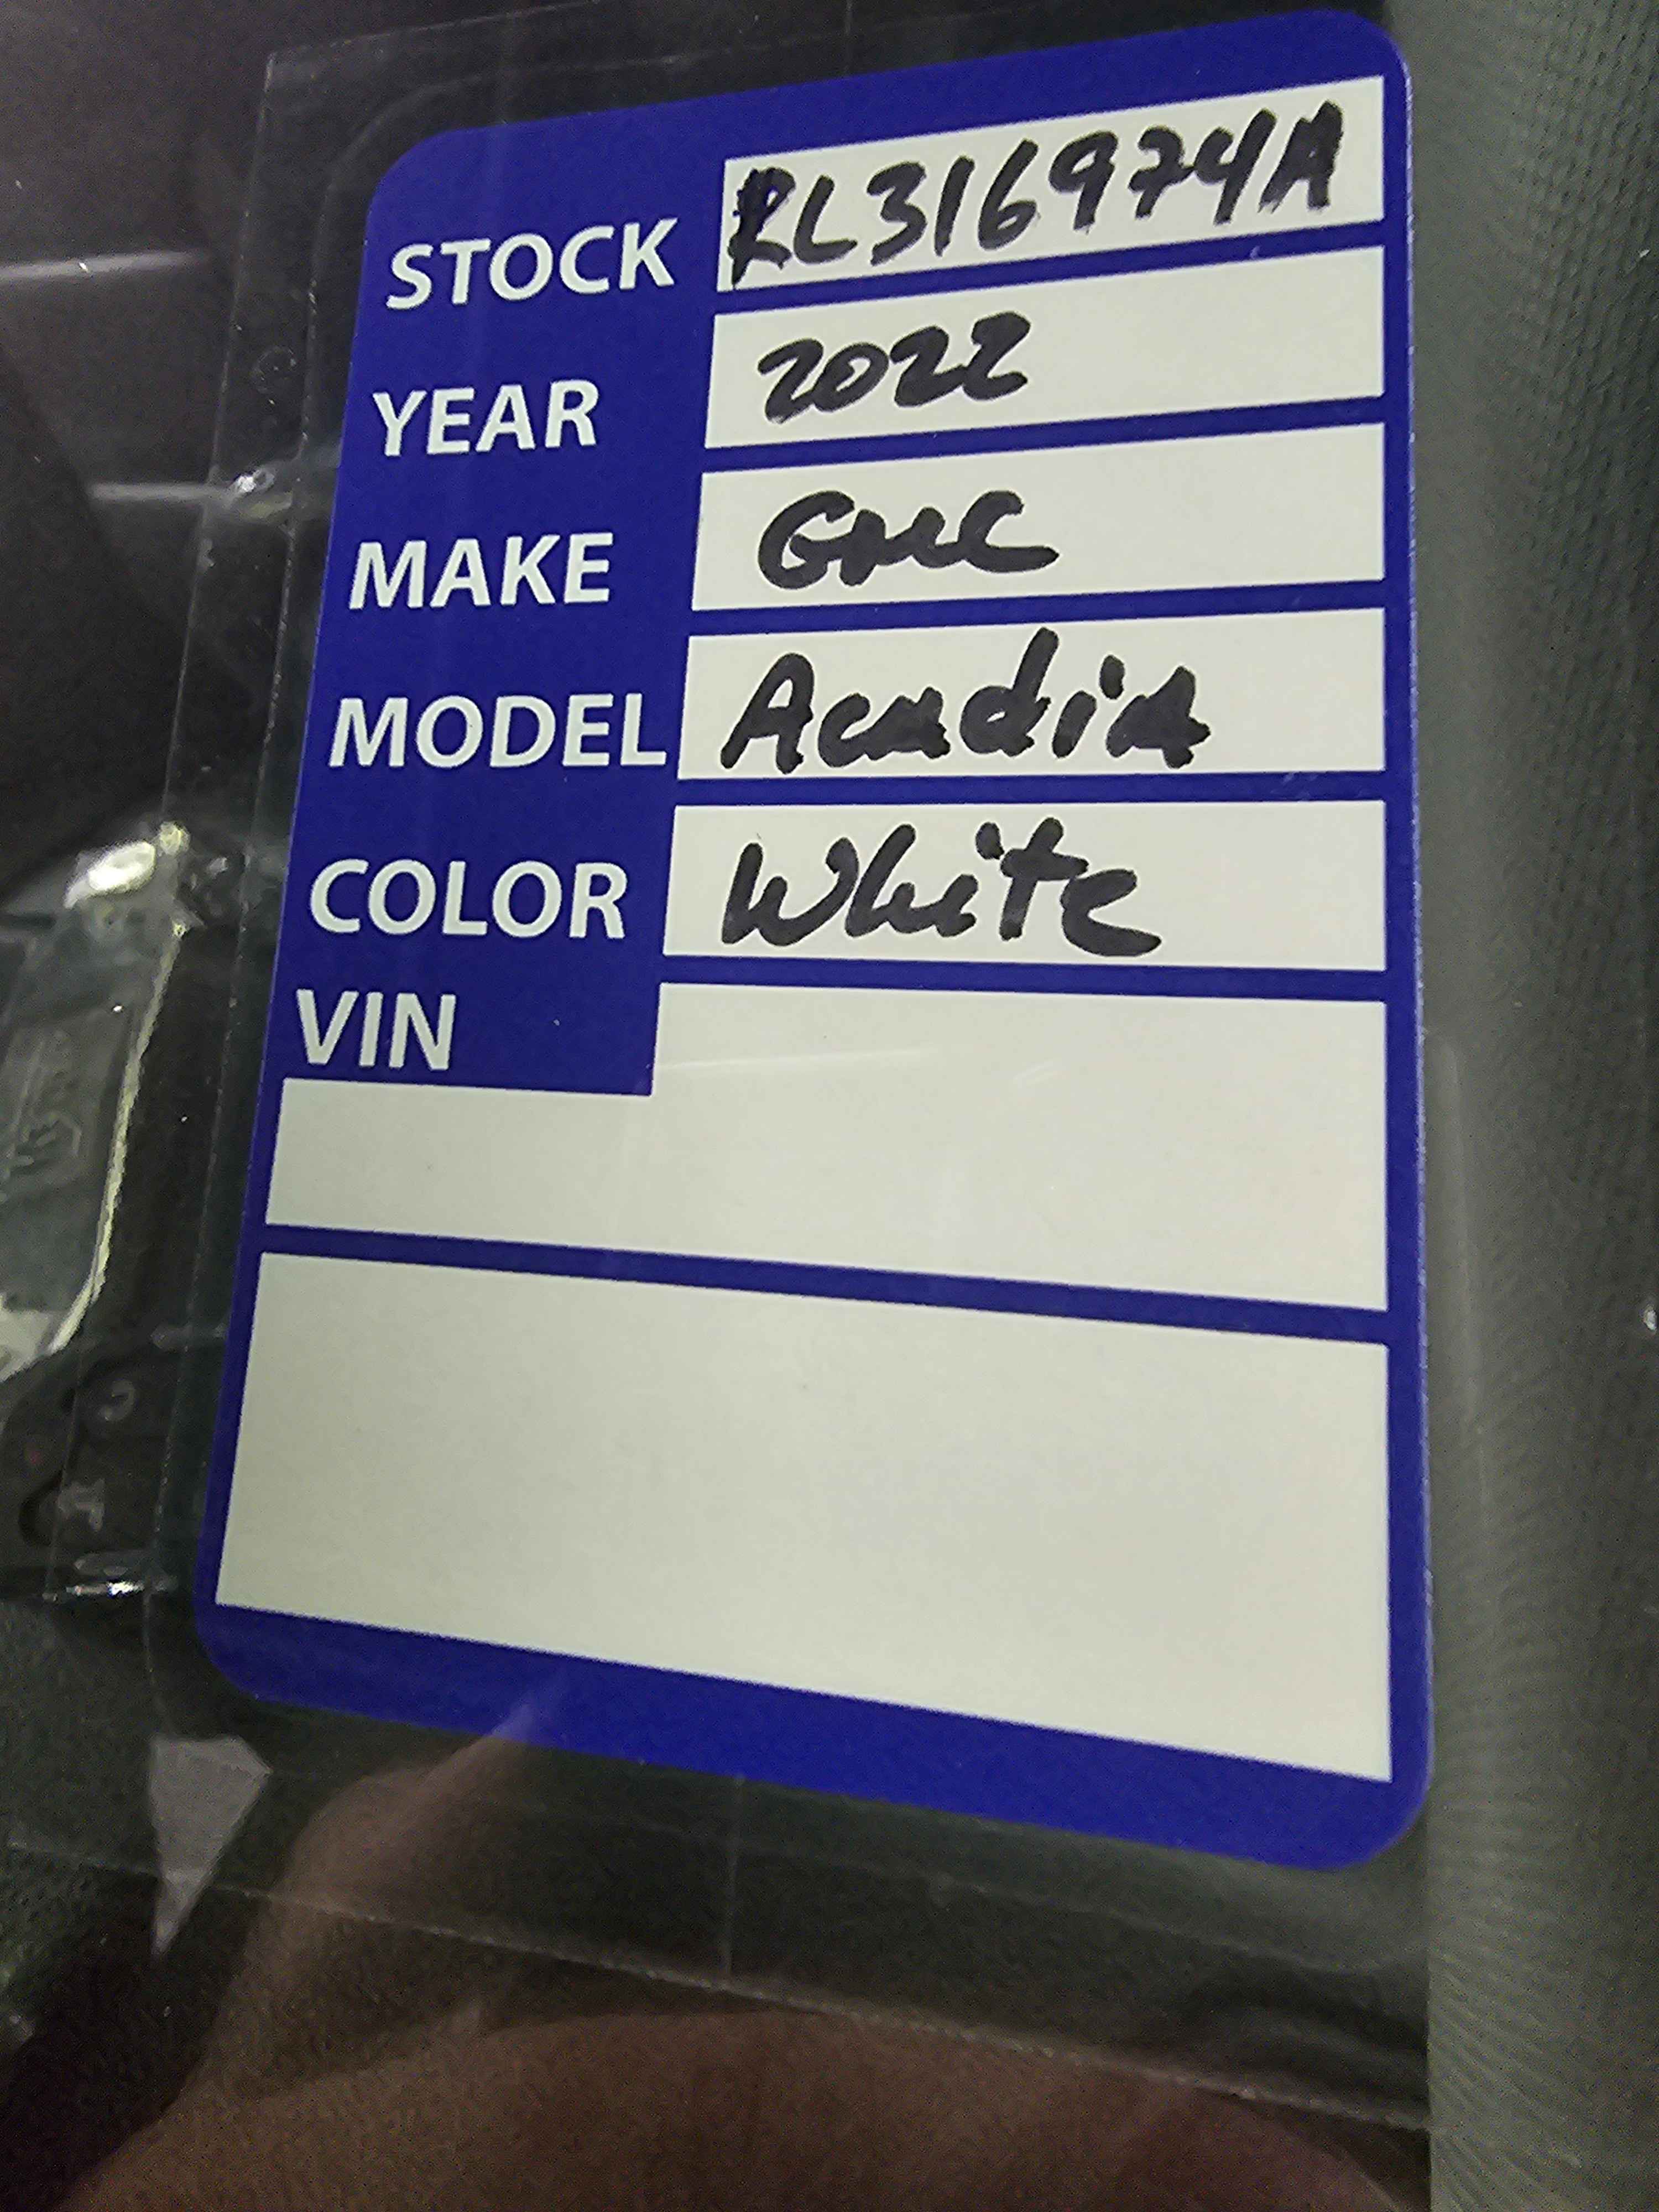 STOCK RL316974A
YEAR 2022
MAKE GMC
MODEL Acadia
COLOR White
VIN